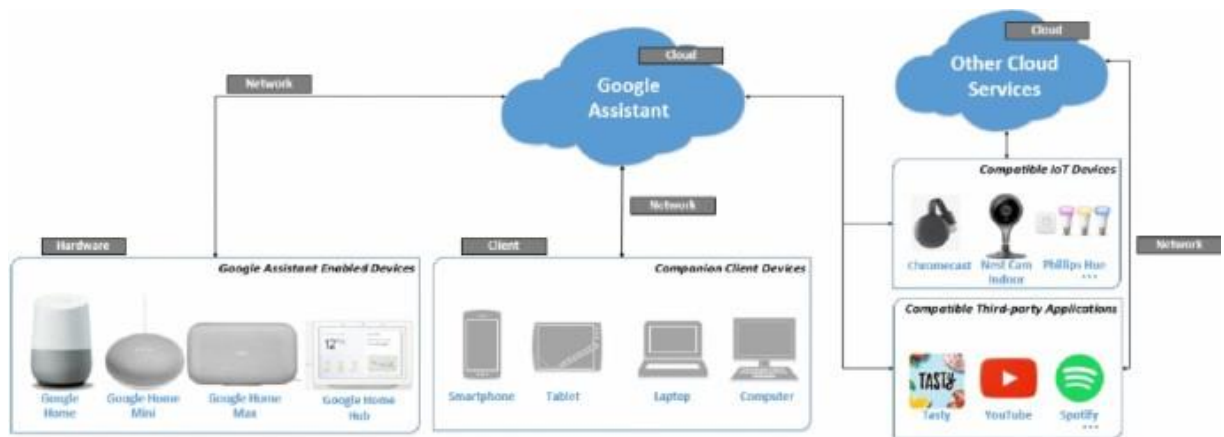 Cloud
Google
Assistant
Cloud
Other Cloud
Services
Network
Network
Network
Compatible IoT Devices
Chromecast
Nest Cam
Indoor
Phillips Hue
...
Hardware
Google Assistant Enabled Devices
Google
Home
Google Home
Mini
Google Home
Max
Google Home
Hub
Client
Companion Client Devices
Smartphone
Tablet
Laptop
Computer
Compatible Third-party Applications
TASTY
Tasty
YouTube
Spotify
...